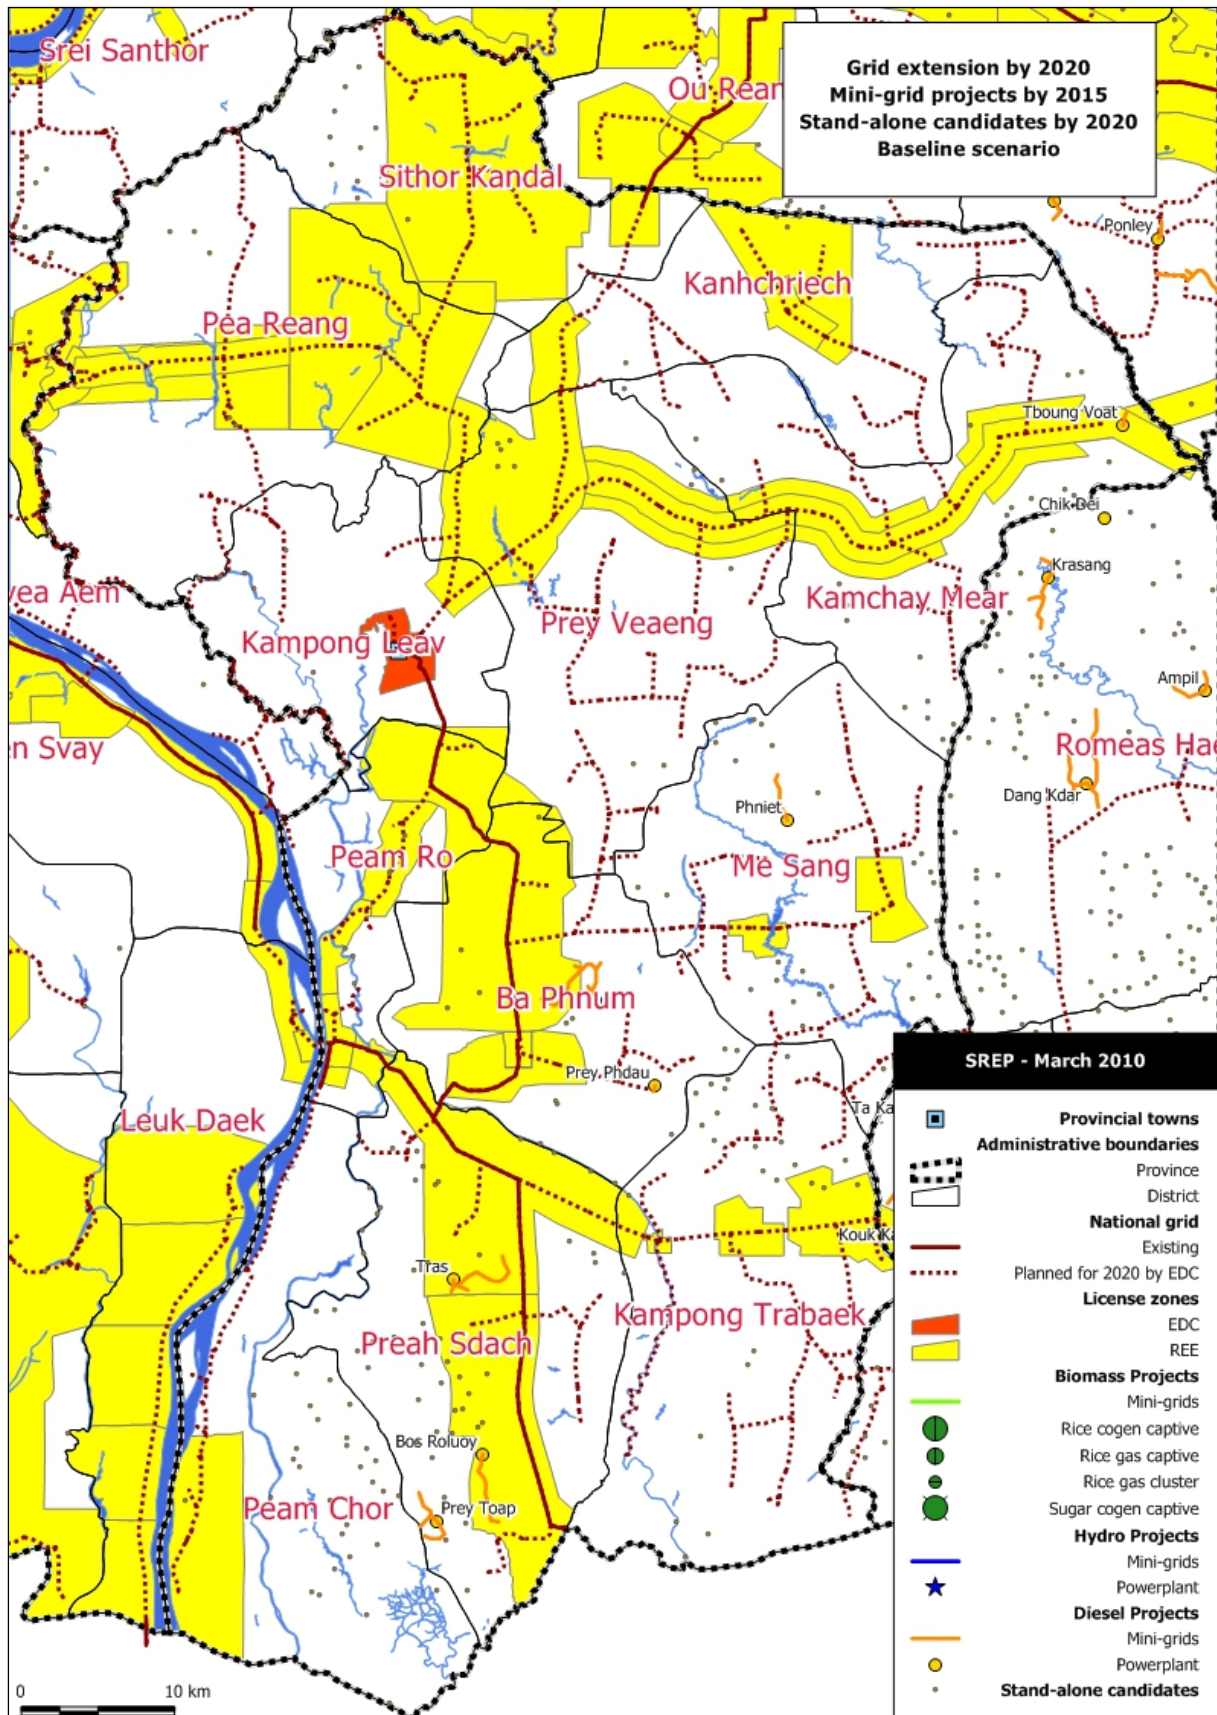 Srei Santhor
Ou Rean
Grid extension by 2020
Mini-grid projects by 2015
Stand-alone candidates by 2020
Baseline scenario
Sithor Kandal
Ponley
Kanhchriech
Pea Reang
Tboung Voat
Chik Dei
Krasang
vea Aem
Kamchay Mear
Prey Veaeng
Kampong Leav
Ampil
en Svay
Romeas Hae
Dang Kdar
Phniet
Peam Ro
Me Sang
Ba Phnum
Prey Phdau
Ta Ka
Leuk Daek
Kouk Ka
Tras
Kampong Trabaek
Preah Sdach
Bos Roluoy
Peam Chor
Prey Toap
SREP - March 2010
Provincial towns
Administrative boundaries
Province
District
National grid
Existing
Planned for 2020 by EDC
License zones
EDC
REE
Biomass Projects
Mini-grids
Rice cogen captive
Rice gas captive
Rice gas cluster
Sugar cogen captive
Hydro Projects
Mini-grids
Powerplant
Diesel Projects
Mini-grids
Powerplant
Stand-alone candidates
0 10 km